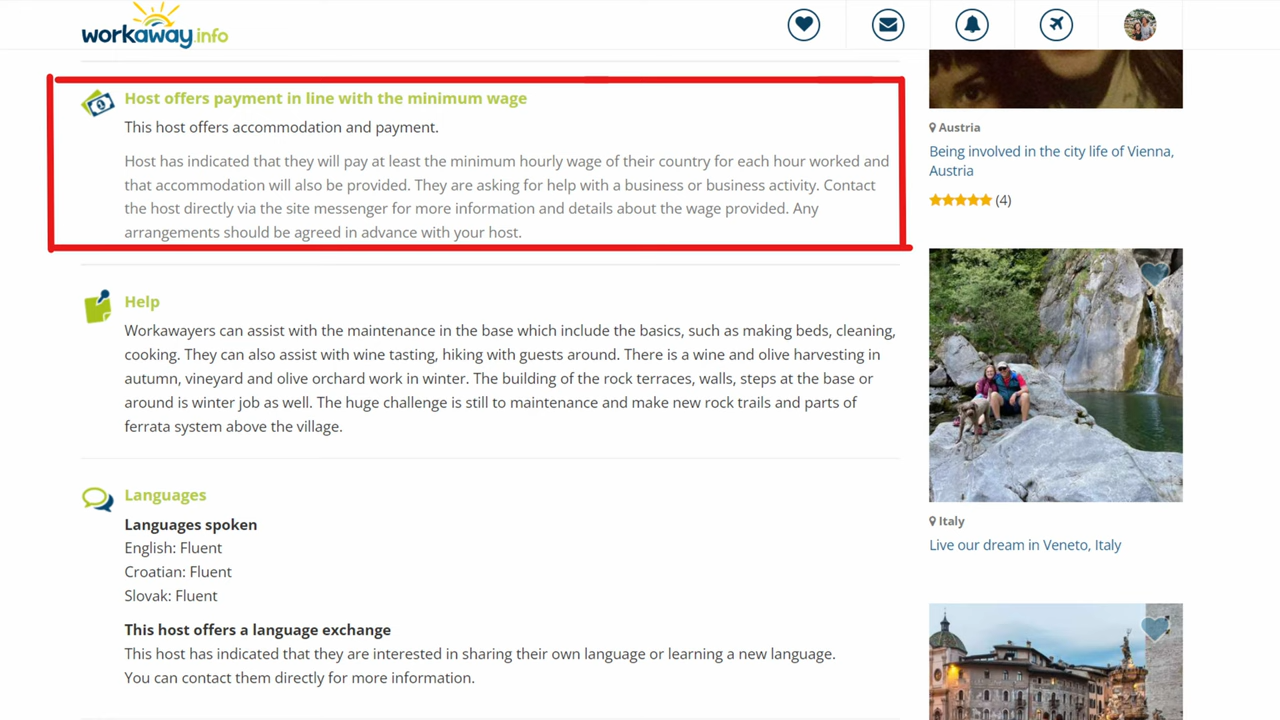 workaway.info
Host offers payment in line with the minimum wage
This host offers accommodation and payment.
Host has indicated that they will pay at least the minimum hourly wage of their country for each hour worked and
that accommodation will also be provided. They are asking for help with a business or business activity. Contact
the host directly via the site messenger for more information and details about the wage provided. Any
arrangements should be agreed in advance with your host.
Help
Workawayers can assist with the maintenance in the base which include the basics, such as making beds, cleaning,
cooking. They can also assist with wine tasting, hiking with guests around. There is a wine and olive harvesting in
autumn, vineyard and olive orchard work in winter. The building of the rock terraces, walls, steps at the base or
around is winter job as well. The huge challenge is still to maintenance and make new rock trails and parts of
ferrata system above the village.
Languages
Languages spoken
English: Fluent
Croatian: Fluent
Slovak: Fluent
This host offers a language exchange
This host has indicated that they are interested in sharing their own language or learning a new language.
You can contact them directly for more information.
Austria
Being involved in the city life of Vienna,
Austria
(4)
Italy
Live our dream in Veneto, Italy